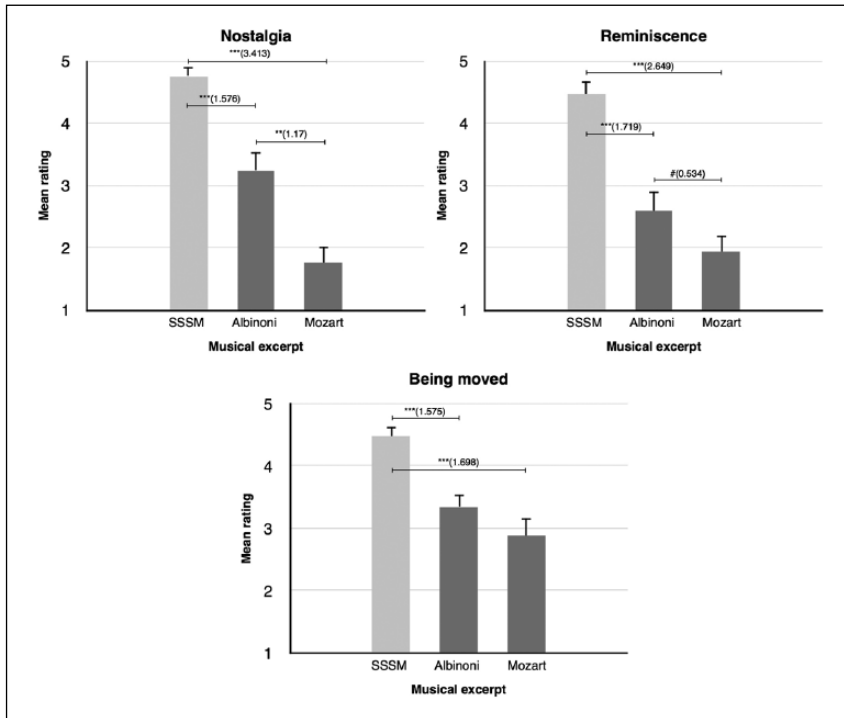 Nostalgia
5
4
3
2
1
Mean rating
***(3.413)
***(1.576)
**(1.17)
SSSM Albinoni Mozart
Musical excerpt
Reminiscence
5
4
3
2
1
Mean rating
***(2.649)
***(1.719)
#(0.534)
SSSM Albinoni Mozart
Musical excerpt
Being moved
5
4
3
2
1
Mean rating
***(1.575)
***(1.698)
SSSM Albinoni Mozart
Musical excerpt